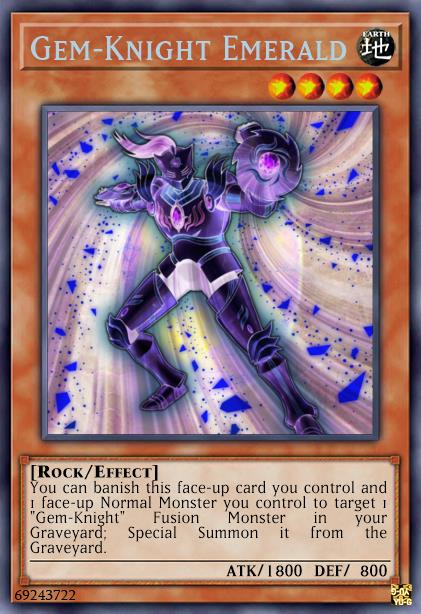 GEM-KNIGHT EMERALD
EARTH
地
[ROCK/EFFECT]
You can banish this face-up card you control and
1 face-up Normal Monster you control to target 1
"Gem-Knight" Fusion Monster in your
Graveyard; Special Summon it from the
Graveyard.
ATK/1800 DEF/ 800
69243722